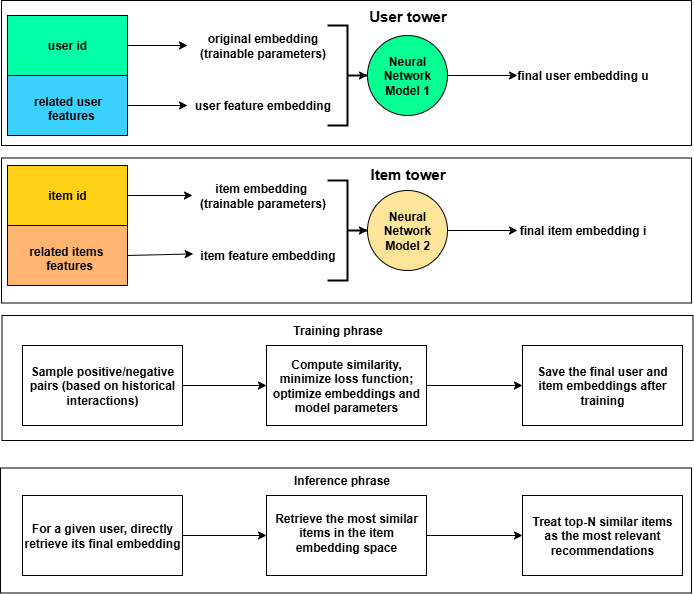 User tower
user id
original embedding
(trainable parameters)
related user
features
user feature embedding
Neural
Network
Model 1
final user embedding u
Item tower
item id
item embedding
(trainable parameters)
related items
features
item feature embedding
Neural
Network
Model 2
final item embedding i
Training phrase
Sample positive/negative
pairs (based on historical
interactions)
Compute similarity,
minimize loss function;
optimize embeddings and
model parameters
Save the final user and
item embeddings after
training
Inference phrase
For a given user, directly
retrieve its final embedding
Retrieve the most similar
items in the item
embedding space
Treat top-N similar items
as the most relevant
recommendations